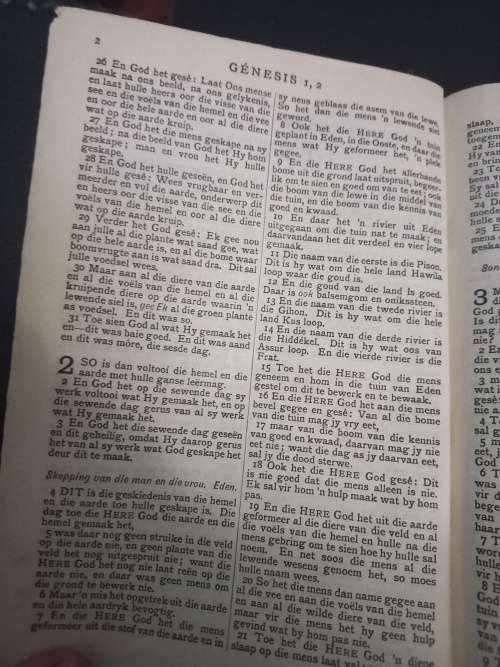 2
GÉNESIS 1, 2
26 En God het gesê: Laat Ons mense
maak na ons beeld, na ons gelykenis,
en laat hulle heers oor die visse van die
see en die voëls van die hemel en die vee
en oor die hele aarde en oor al die diere
wat op die aarde kruip.
27 En God het die mens geskape na sy
beeld; na die beeld van God het Hy hom
geskape; man en vrou het Hy hulle
geskape.
28 En God het hulle geseën, en God het
vir hulle gesê: Wees vrugbaar en ver-
meerder en vul die aarde, onderwerp dit
en heers oor die visse van die see en die
voëls van die hemel en oor al die diere
wat op die aarde kruip.
29 Verder het God gesê: Ek gee nou
aan julle al die plante wat saad gee, wat
op die hele aarde is, en al die bome waar
boomvrugte aan is wat saad dra. Dit sal
julle voedsel wees.
30 Maar aan al die diere van die aarde
en al die voëls van die hemel en al die
kruipende diere op die aarde waarin 'n
lewende siel is, gee Ek al die groen plante
as voedsel. En dit was so.
31 Toe sien God al wat Hy gemaak het
en—dit was baie goed. En dit was aand
en dit was môre, die sesde dag.
2 SO is dan voltooi die hemel en die
aarde met hulle ganse leërmag.
2 En God het op die sewende dag sy
werk voltooi wat Hy gemaak het, en op
die sewende dag gerus van al sy werk
wat Hy gemaak het.
3 En God het die sewende dag geseën
en dit geheilig, omdat Hy daarop gerus
het van al sy werk wat God geskape het
deur dit te maak.
Skepping van die man en die vrou. Eden.
4 DIT is die geskiedenis van die hemel
en die aarde toe hulle geskape is. Die
dag toe die HERE God die aarde en die
hemel gemaak het,
5 was daar nog geen struike in die veld
op die aarde nie, en geen plante van die
veld het nog uitgespruit nie; want die
HERE God het nog nie laat reën op die
aarde nie, en daar was geen mens om
die grond te bewerk nie.
6 Maar 'n mis het opgetrek uit die aarde
en die hele aardryk bevogtig.
7 En die HERE God het die mens
geformeer uit die stof van die aarde en in
sy neus geblaas die asem van die lewe.
So het dan die mens 'n lewende siel
geword.
8 Ook het die HERE God 'n tuin
geplant in Eden, in die Ooste, en daar die
mens wat Hy geformeer het, 'n plek
gegee.
9 En die HERE God het allerhande
bome uit die grond laat uitspruit, begeer-
lik om te sien en goed om van te eet; ook
die boom van die lewe in die middel van
die tuin, en die boom van die kennis van
goed en kwaad.
10 En daar het 'n rivier uit Eden
uitgegaan om die tuin nat te maak; en
daarvandaan het dit verdeel en vier lope
gemaak.
11 Die naam van die eerste is die Pison.
Dit is hy wat om die hele land Hawila
loop waar die goud is.
12 En die goud van die land is goed.
Daar is ook balsemgom en onikssteen.
13 En die naam van die twede rivier is
die Gihon. Dit is hy wat om die hele
land Kus loop.
14 En die naam van die derde rivier is
die Hiddékel. Dit is hy wat oos van
Assur loop. En die vierde rivier is die
Frat.
15 Toe het die HERE God die mens
geneem en hom in die tuin van Eden
gestel om dit te bewerk en te bewaak.
16 En die HERE God het aan die mens
bevel gegee en gesê: Van al die bome
van die tuin mag jy vry eet,
17 maar van die boom van die kennis
van goed en kwaad, daarvan mag jy nie
eet nie; want die dag as jy daarvan eet,
sal jy die dood sterwe.
18 Ook het die HERE God gesê: Dit
is nie goed dat die mens alleen is nie.
Ek sal vir hom 'n hulp maak wat by hom
pas.
19 En die HERE God het uit die aarde
geformeer al die diere van die veld en al
die voëls van die hemel en hulle na die
mens gebring om te sien hoe hy hulle sal
noem. En net soos die mens al die
lewende wesens genoem het, so moes
hulle naam wees.
20 So het die mens dan name gegee aan
al die vee en aan die voëls van die hemel
en aan al die wilde diere van die veld,
maar vir die mens het hy geen hulp
gevind wat by hom pas nie.
21 Toe het die HERE God 'n diepe
slaap op die mens laat